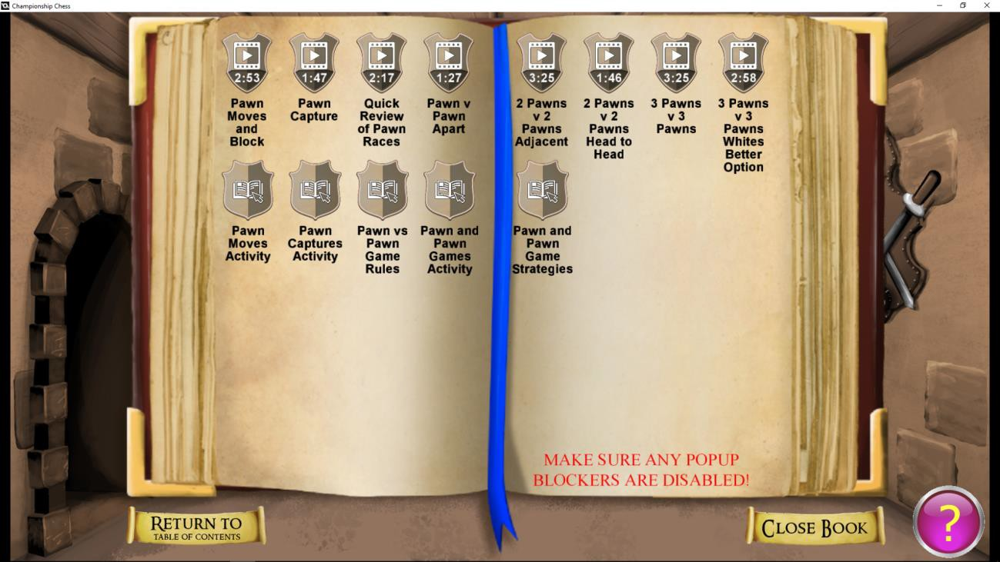 Championship Chess
2:53
Pawn
Moves
and
Block
1:47
Pawn
Capture
2:17
Quick
Review
of Pawn
Races
1:27
Pawn v
Pawn
Apart
3:25
2 Pawns
v 2
Pawns
Adjacent
1:46
2 Pawns
v 2
Pawns
Head to
Head
3:25
3 Pawns
v 3
Pawns
2:58
3 Pawns
v 3
Pawns
Whites
Better
Option
Pawn
Moves
Activity
Pawn
Captures
Activity
Pawn vs
Pawn
Game
Rules
Pawn and
Pawn
Games
Activity
Pawn and
Pawn
Game
Strategies
MAKE SURE ANY POPUP
BLOCKERS ARE DISABLED!
RETURN TO
TABLE OF CONTENTS
CLOSE BOOK
?